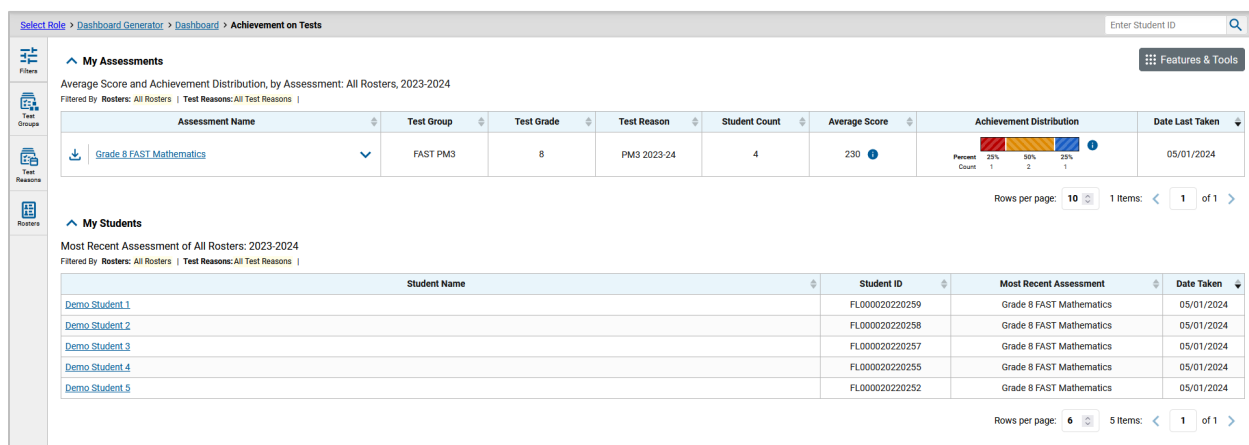 Select Role > Dashboard Generator > Dashboard > Achievement on Tests
Enter Student ID
Filters
Test Groups
Test Reasons
Rosters
My Assessments
Features & Tools
Average Score and Achievement Distribution, by Assessment: All Rosters, 2023-2024
Filtered By Rosters: All Rosters | Test Reasons: All Test Reasons |
Assessment Name Test Group Test Grade Test Reason Student Count Average Score Achievement Distribution Date Last Taken
Grade 8 FAST Mathematics FAST PM3 8 PM3 2023-24 4 230 05/01/2024
Percent 25% 50% 25%
Count 1 2 1
Rows per page: 10 1 Items: 1 of 1
My Students
Most Recent Assessment of All Rosters: 2023-2024
Filtered By Rosters: All Rosters | Test Reasons: All Test Reasons |
Student Name Student ID Most Recent Assessment Date Taken
Demo Student 1 FL000020220259 Grade 8 FAST Mathematics 05/01/2024
Demo Student 2 FL000020220258 Grade 8 FAST Mathematics 05/01/2024
Demo Student 3 FL000020220257 Grade 8 FAST Mathematics 05/01/2024
Demo Student 4 FL000020220255 Grade 8 FAST Mathematics 05/01/2024
Demo Student 5 FL000020220252 Grade 8 FAST Mathematics 05/01/2024
Rows per page: 6 5 Items: 1 of 1